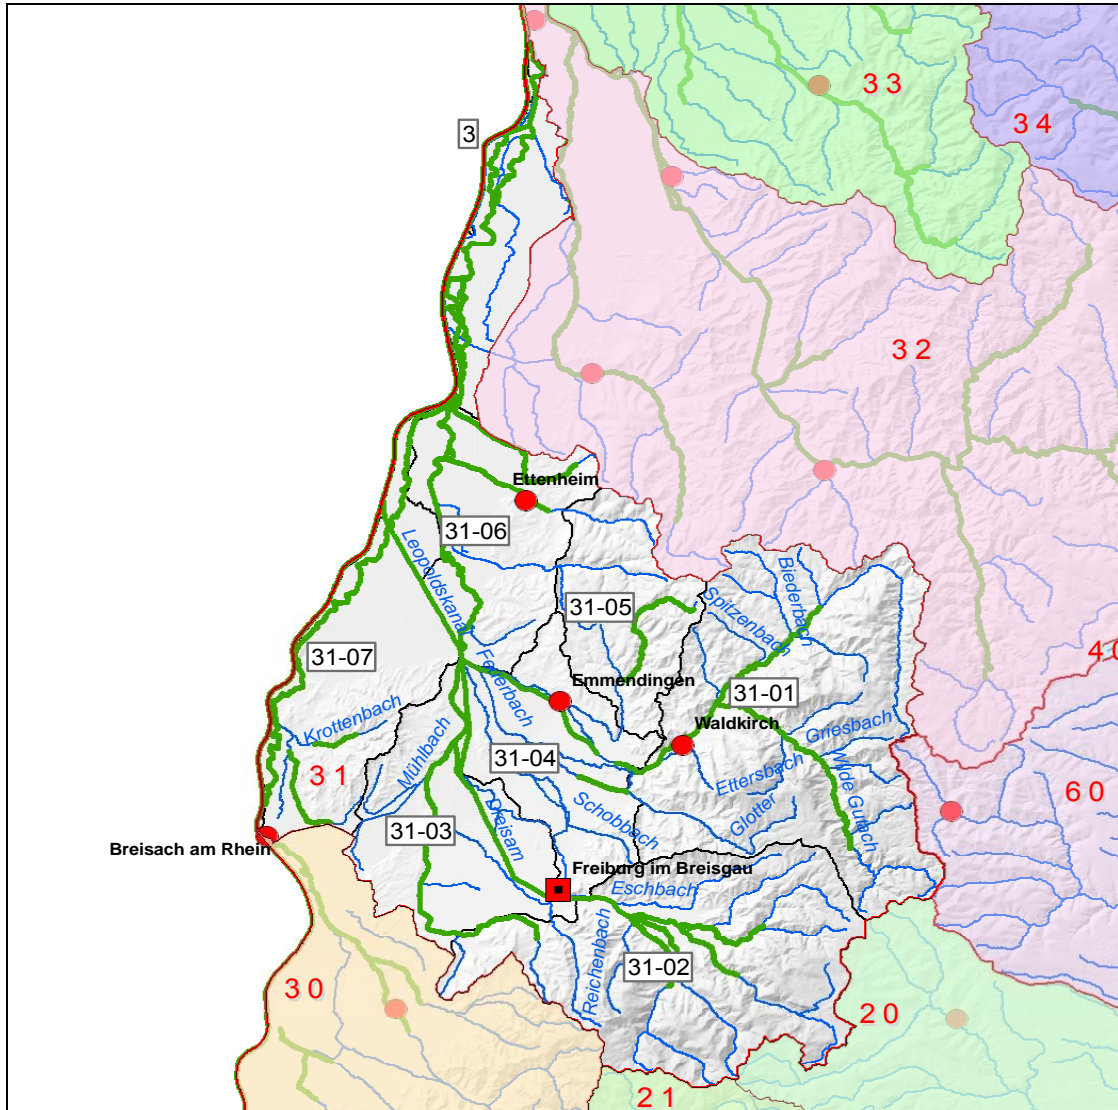 33
34
3
32
Ettenheim
31-06
Leopoldskanal
Biederbach
31-05
Spitzenbach
40
31-07
Feuerbach
Emmendingen
31-01
Waldkirch
Krottenbach
Mühlbach
Griesbach
31-04
31
Ettersbach
Wilde Gutach
60
Dreisam
Schobbach
Glotter
31-03
Breisach am Rhein
Freiburg im Breisgau
Eschbach
Reichenbach
31-02
30
20
21